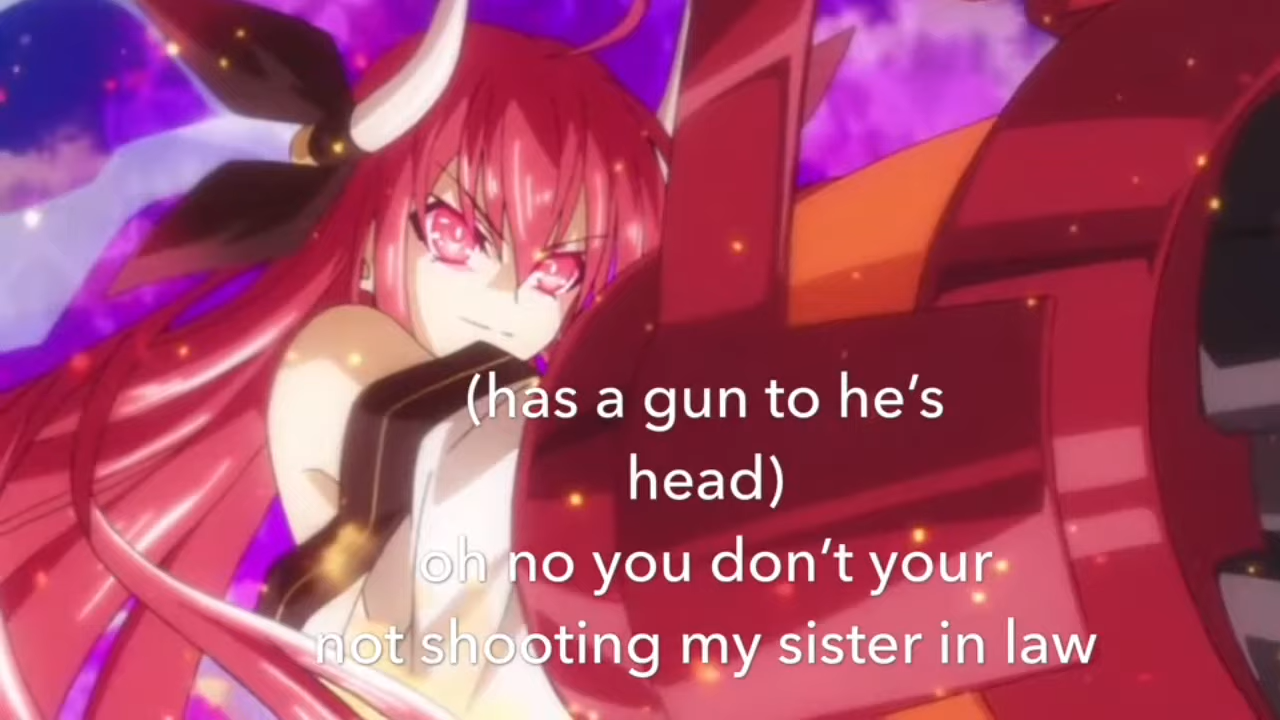 (has a gun to he’s
head)
oh no you don’t your
not shooting my sister in law